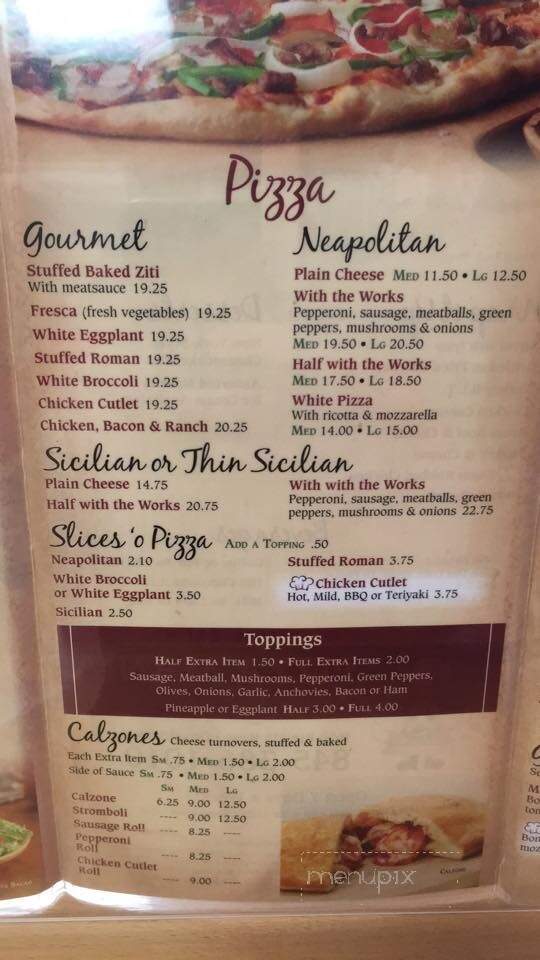 Pizza
Gourmet
Stuffed Baked Ziti
With meatsauce 19.25
Fresca (fresh vegetables) 19.25
White Eggplant 19.25
Stuffed Roman 19.25
White Broccoli 19.25
Chicken Cutlet 19.25
Chicken, Bacon & Ranch 20.25
Neapolitan
Plain Cheese Med 11.50 • Lg 12.50
With the Works
Pepperoni, sausage, meatballs, green
peppers, mushrooms & onions
Med 19.50 • Lg 20.50
Half with the Works
Med 17.50 • Lg 18.50
White Pizza
With ricotta & mozzarella
Med 14.00 • Lg 15.00
Sicilian or Thin Sicilian
Plain Cheese 14.75
Half with the Works 20.75
With with the Works
Pepperoni, sausage, meatballs, green
peppers, mushrooms & onions 22.75
Slices 'o Pizza Add a Topping .50
Neapolitan 2.10
White Broccoli
or White Eggplant 3.50
Sicilian 2.50
Stuffed Roman 3.75
Chicken Cutlet
Hot, Mild, BBQ or Teriyaki 3.75
Toppings
Half Extra Item 1.50 • Full Extra Items 2.00
Sausage, Meatball, Mushrooms, Pepperoni, Green Peppers,
Olives, Onions, Garlic, Anchovies, Bacon or Ham
Pineapple or Eggplant Half 3.00 • Full 4.00
Calzones Cheese turnovers, stuffed & baked
Each Extra Item Sm .75 • Med 1.50 • Lg 2.00
Side of Sauce Sm .75 • Med 1.50 • Lg 2.00
Sm Med Lg
Calzone 6.25 9.00 12.50
Stromboli ---- 9.00 12.50
Sausage Roll ---- 8.25 ----
Pepperoni
Roll ---- 8.25 ----
Chicken Cutlet
Roll ---- 9.00 ----
Calzone
menupix